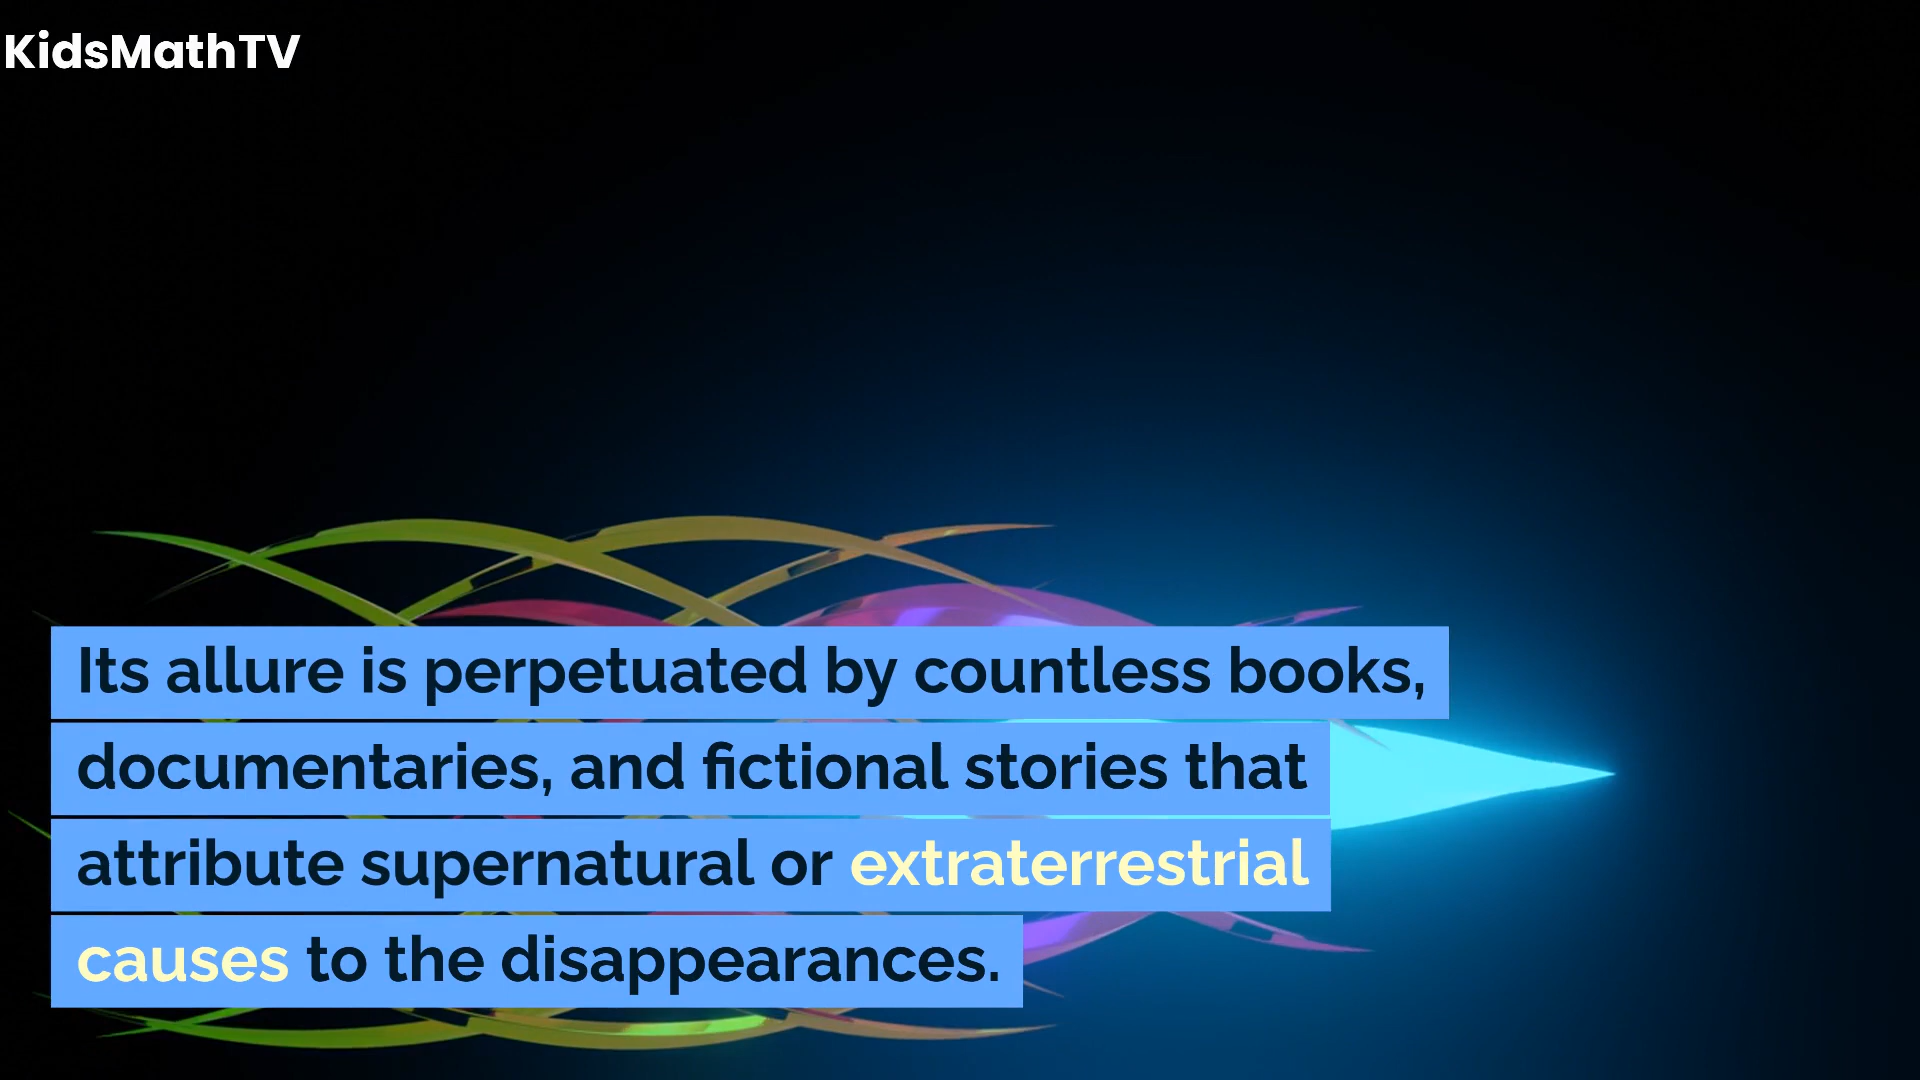 KidsMathTV
Its allure is perpetuated by countless books,
documentaries, and fictional stories that
attribute supernatural or extraterrestrial
causes to the disappearances.